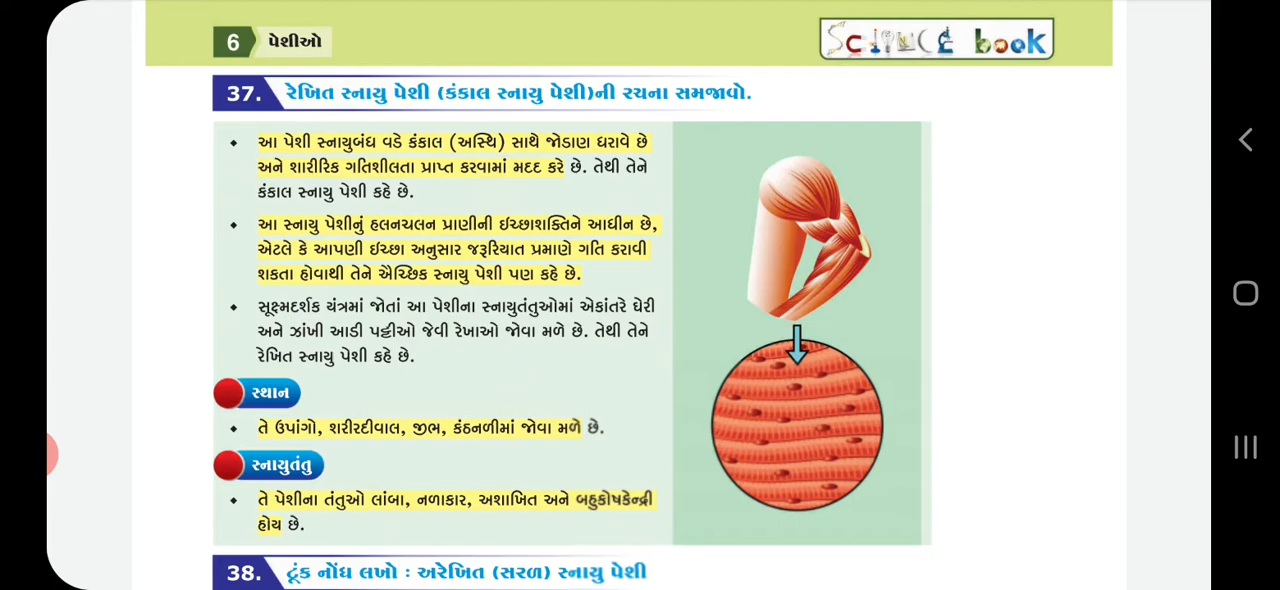 6 પેશીઓ
Science book
37. રેખિત સ્નાયુ પેશી (કંકાલ સ્નાયુ પેશી)ની રચના સમજાવો.
આ પેશી સ્નાયુબંધ વડે કંકાલ (અસ્થિ) સાથે જોડાણ ધરાવે છે
અને શારીરિક ગતિશીલતા પ્રાપ્ત કરવામાં મદદ કરે છે. તેથી તેને
કંકાલ સ્નાયુ પેશી કહે છે.
આ સ્નાયુ પેશીનું હલનચલન પ્રાણીની ઇચ્છાશક્તિને આધીન છે,
એટલે કે આપણી ઇચ્છા અનુસાર જરૂરિયાત પ્રમાણે ગતિ કરાવી
શકતા હોવાથી તેને ઐચ્છિક સ્નાયુ પેશી પણ કહે છે.
સૂક્ષ્મદર્શક યંત્રમાં જોતાં આ પેશીના સ્નાયુતંતુઓમાં એકાંતરે ઘેરી
અને ઝાંખી આડી પટ્ટીઓ જેવી રેખાઓ જોવા મળે છે. તેથી તેને
રેખિત સ્નાયુ પેશી કહે છે.
સ્થાન
તે ઉપાંગો, શરીરદીવાલ, જીભ, કંઠનળીમાં જોવા મળે છે.
સ્નાયુતંતુ
તે પેશીના તંતુઓ લાંબા, નળાકાર, અશાખિત અને બહુકોષકેન્દ્રી
હોય છે.
38. ટૂંક નોંધ લખો : અરેખિત (સરળ) સ્નાયુ પેશી